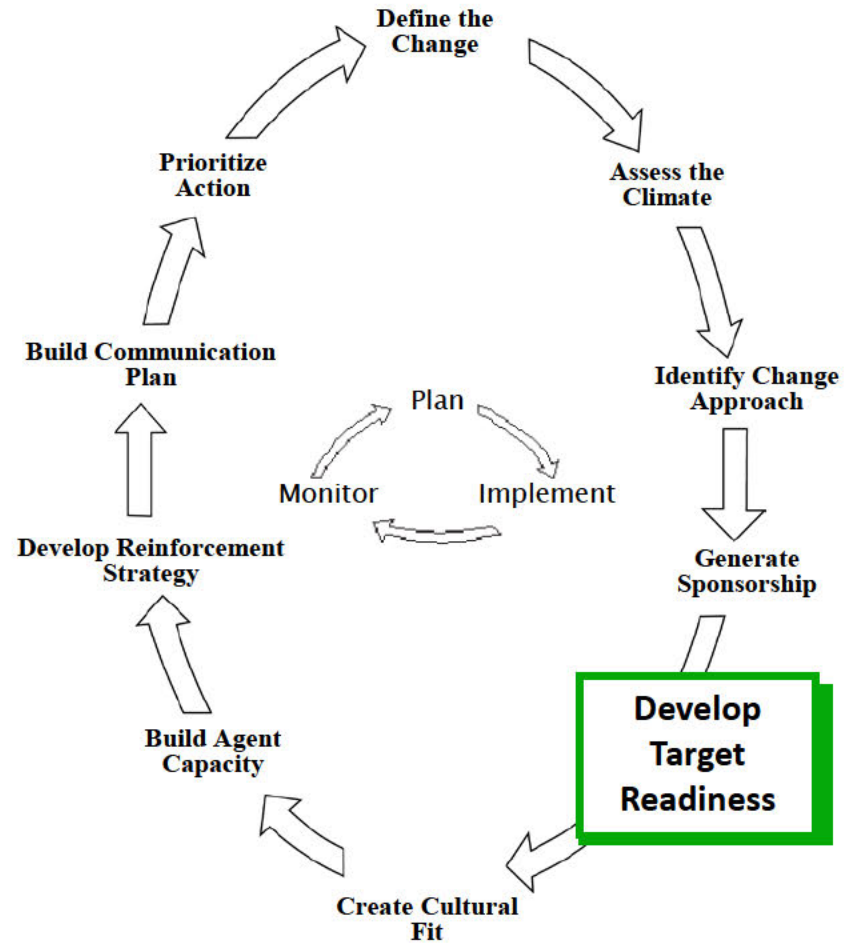 Define the
Change
Assess the
Climate
Identify Change
Approach
Generate
Sponsorship
Develop
Target
Readiness
Create Cultural
Fit
Build Agent
Capacity
Develop Reinforcement
Strategy
Build Communication
Plan
Prioritize
Action
Plan
Implement
Monitor